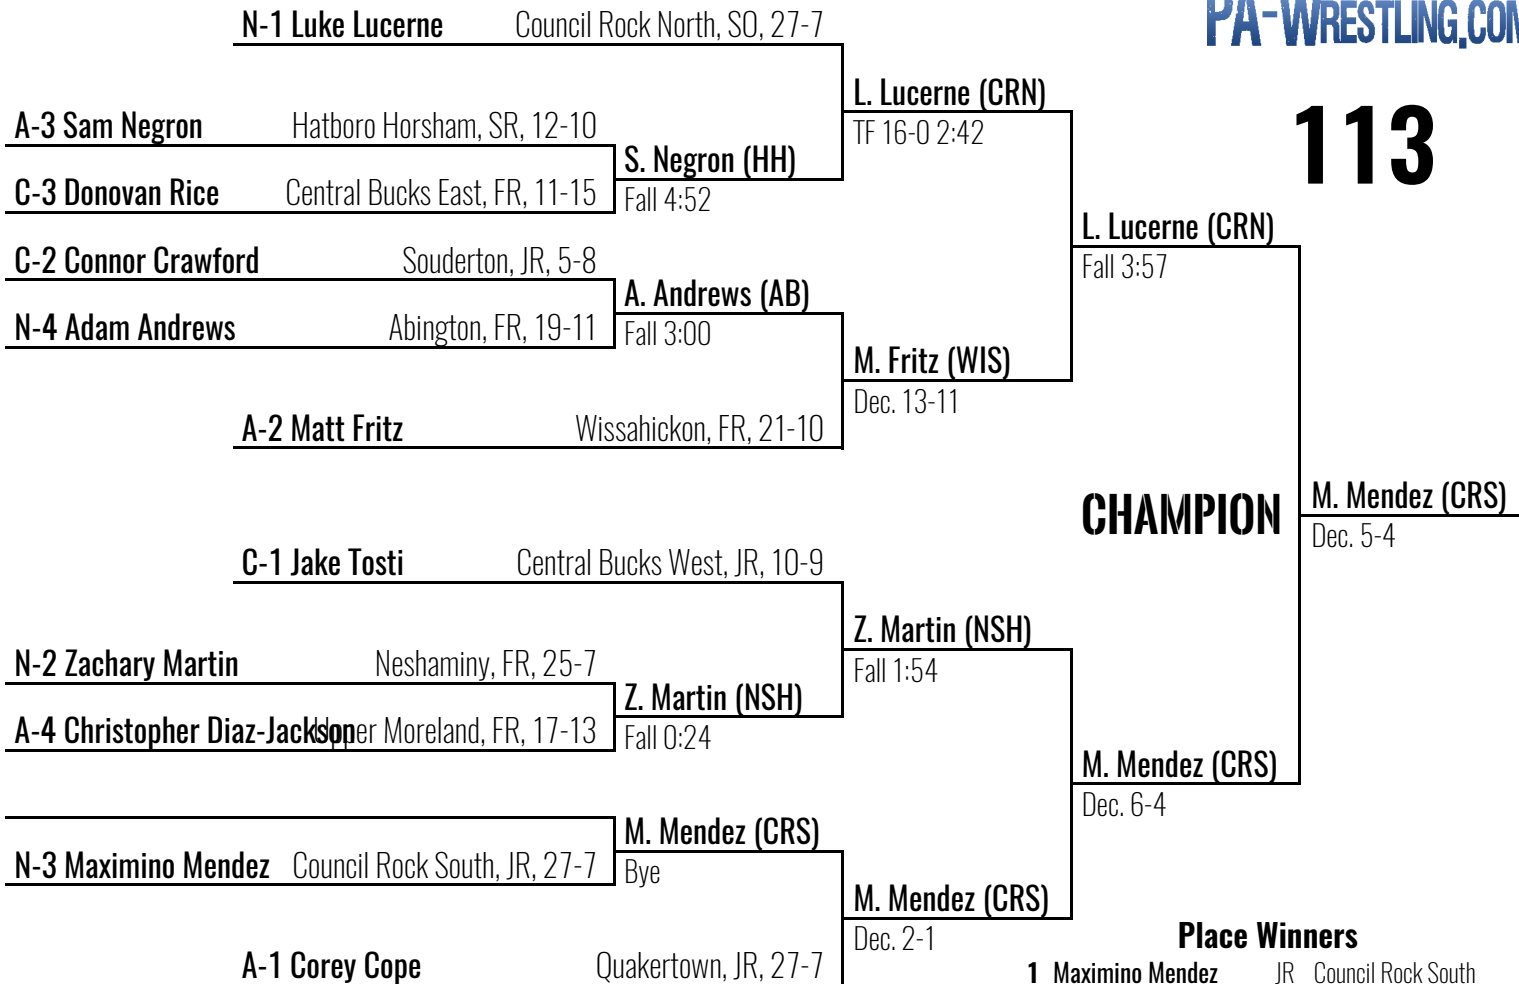 PA-WRESTLING.COM
N-1 Luke Lucerne Council Rock North, SO, 27-7
L. Lucerne (CRN)
TF 16-0 2:42
113
A-3 Sam Negron Hatboro Horsham, SR, 12-10
S. Negron (HH)
Fall 4:52
C-3 Donovan Rice Central Bucks East, FR, 11-15
L. Lucerne (CRN)
Fall 3:57
C-2 Connor Crawford Souderton, JR, 5-8
A. Andrews (AB)
Fall 3:00
N-4 Adam Andrews Abington, FR, 19-11
M. Fritz (WIS)
Dec. 13-11
A-2 Matt Fritz Wissahickon, FR, 21-10
CHAMPION
M. Mendez (CRS)
Dec. 5-4
C-1 Jake Tosti Central Bucks West, JR, 10-9
Z. Martin (NSH)
Fall 1:54
N-2 Zachary Martin Neshaminy, FR, 25-7
Z. Martin (NSH)
Fall 0:24
A-4 Christopher Diaz-Jackson Upper Moreland, FR, 17-13
M. Mendez (CRS)
Dec. 6-4
M. Mendez (CRS)
Bye
N-3 Maximino Mendez Council Rock South, JR, 27-7
M. Mendez (CRS)
Dec. 2-1
A-1 Corey Cope Quakertown, JR, 27-7
Place Winners
1 Maximino Mendez JR Council Rock South